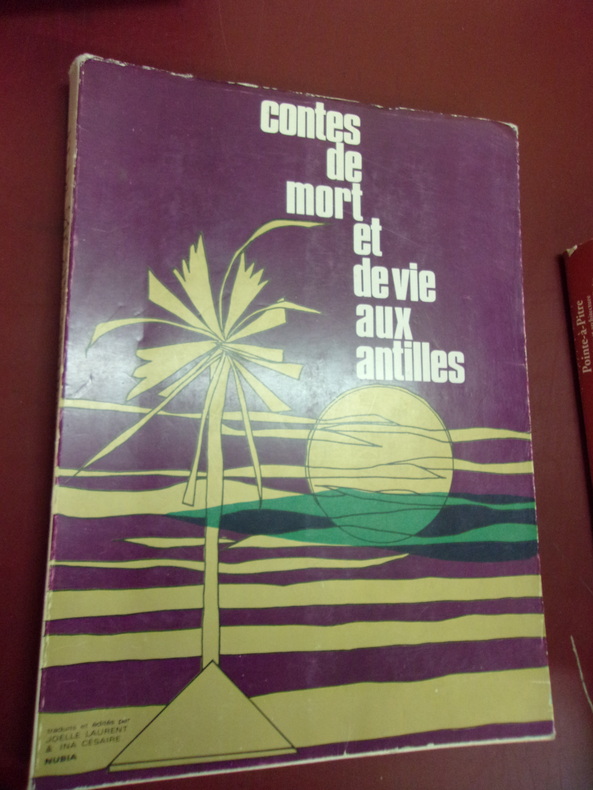 contes
de
mort
et
de vie
aux
antilles
traduits et édités par
JOELLE LAURENT
& INA CESAIRE
NUBIA
Pointe-à-Pitre